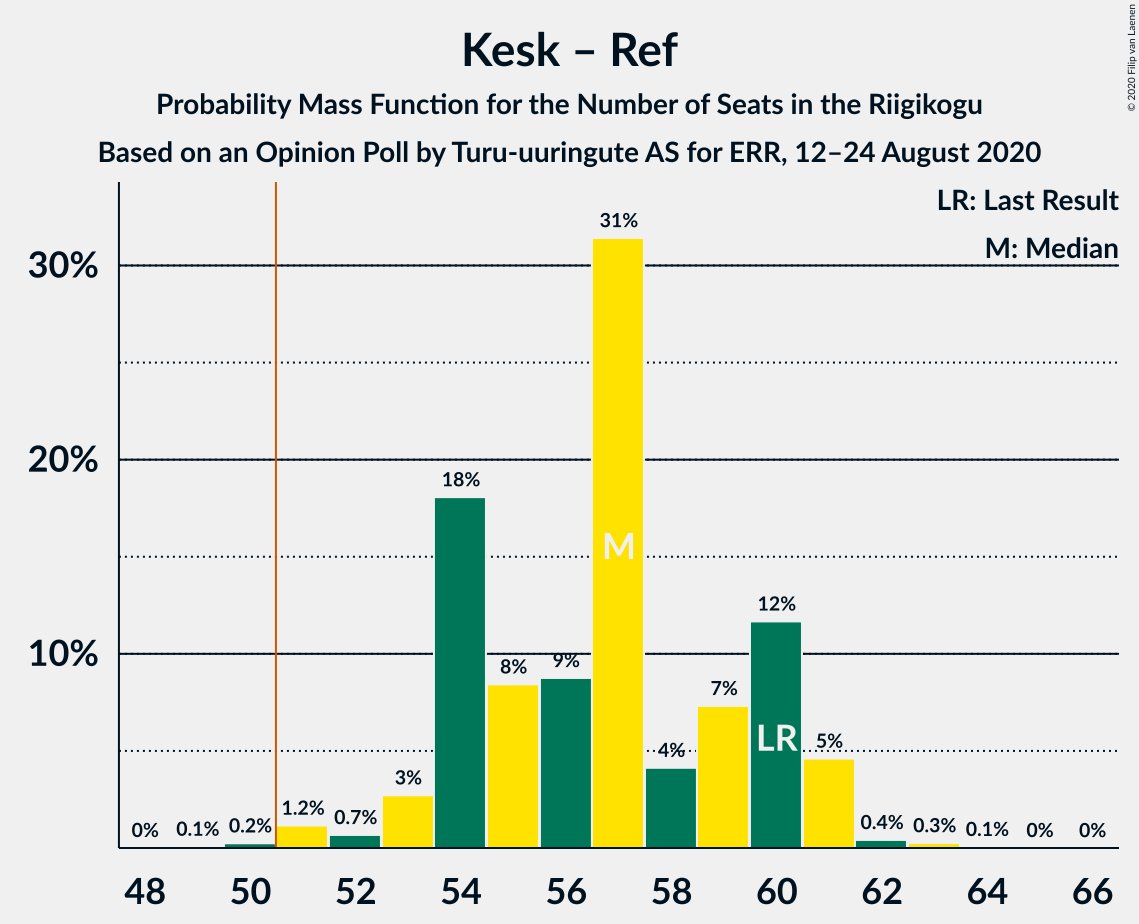 Kesk – Ref
Probability Mass Function for the Number of Seats in the Riigikogu
Based on an Opinion Poll by Turu-uuringute AS for ERR, 12–24 August 2020
© 2020 Filip van Laenen
LR: Last Result
M: Median
30%
20%
10%
0%
0.1%
0.2%
1.2%
0.7%
3%
18%
8%
9%
31%
M
4%
7%
12%
LR
5%
0.4%
0.3%
0.1%
0%
0%
48 50 52 54 56 58 60 62 64 66